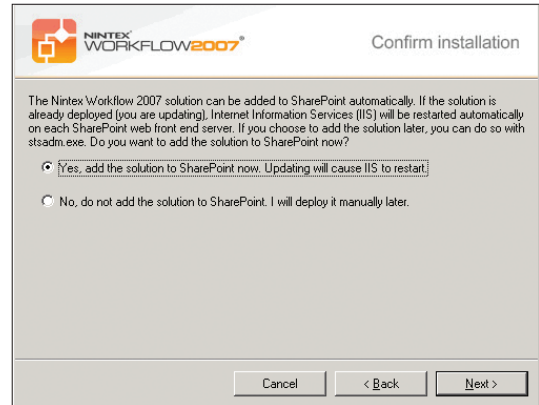 NINTEX
WORKFLOW2007®
Confirm installation
The Nintex Workflow 2007 solution can be added to SharePoint automatically. If the solution is
already deployed (you are updating), Internet Information Services (IIS) will be restarted automatically
on each SharePoint web front end server. If you choose to add the solution later, you can do so with
stsadm.exe. Do you want to add the solution to SharePoint now?
Yes, add the solution to SharePoint now. Updating will cause IIS to restart.
No, do not add the solution to SharePoint. I will deploy it manually later.
Cancel
< Back
Next >